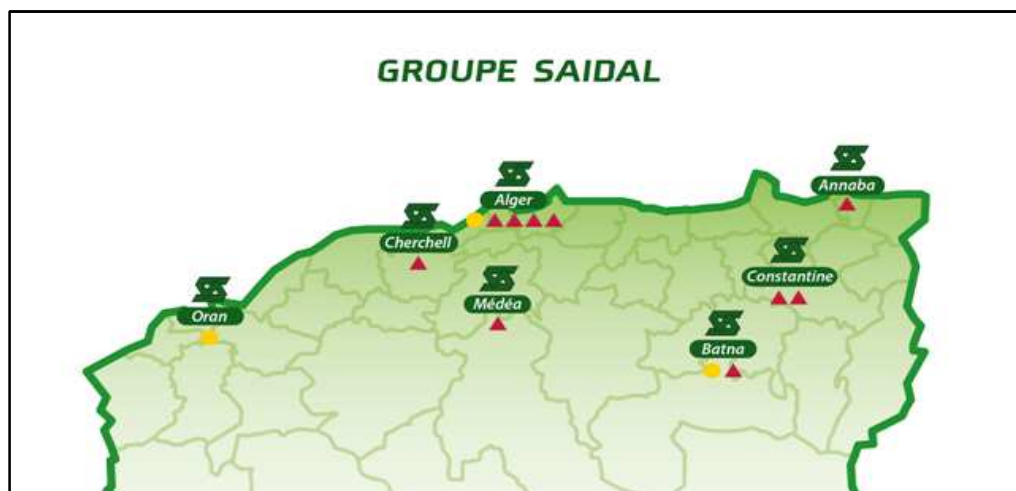 GROUPE SAIDAL
Annaba
Alger
Cherchell
Constantine
Médéa
Oran
Batna